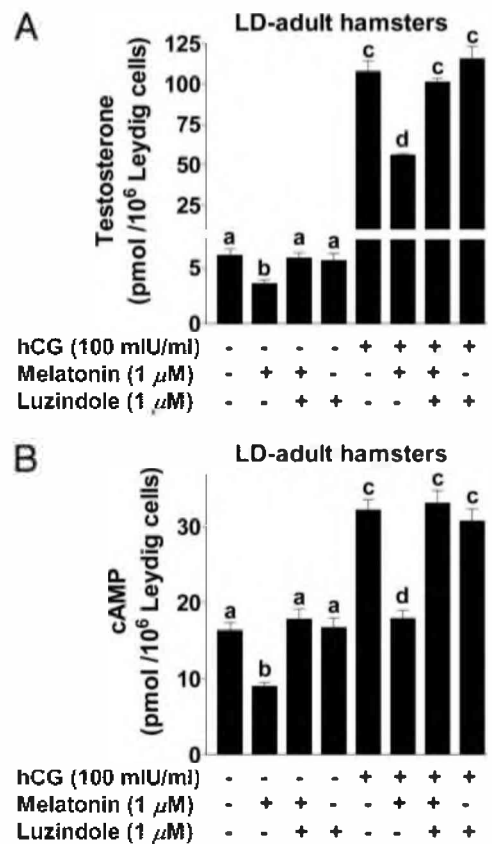 A
LD-adult hamsters
Testosterone
(pmol /10⁶ Leydig cells)
125
100
75
50
25
5
0
a b a a c d c c
hCG (100 mIU/ml) - - - - + + + +
Melatonin (1 μM) - + + - - + + -
Luzindole (1 μM) - - + + - - + +
B
LD-adult hamsters
cAMP
(pmol /10⁶ Leydig cells)
30
20
10
0
a b a a c d c c
hCG (100 mIU/ml) - - - - + + + +
Melatonin (1 μM) - + + - - + + -
Luzindole (1 μM) - - + + - - + +